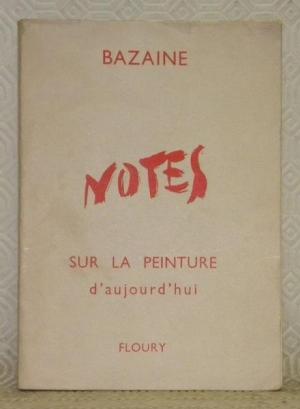 BAZAINE
NOTES
SUR LA PEINTURE
d'aujourd'hui
FLOURY